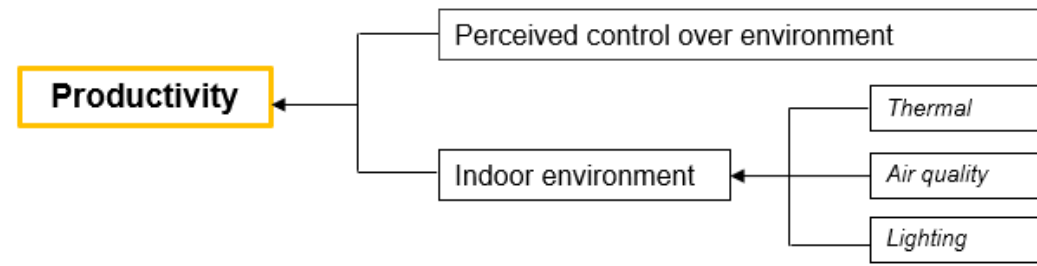 Perceived control over environment
Productivity
Thermal
Indoor environment
Air quality
Lighting